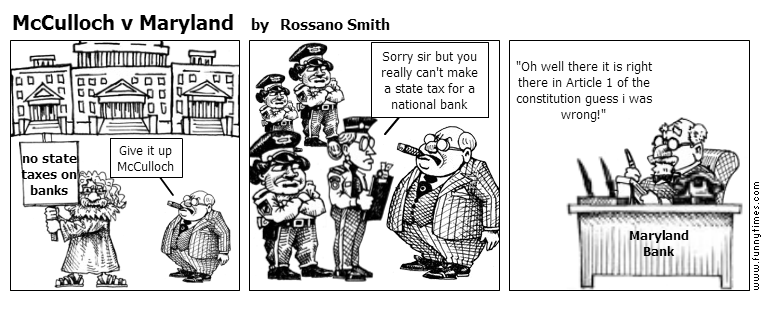 McCulloch v Maryland by Rossano Smith
no state
taxes on
banks
Give it up
McCulloch
Sorry sir but you
really can't make
a state tax for a
national bank
"Oh well there it is right
there in Article 1 of the
constitution guess i was
wrong!"
Maryland
Bank
www.funnytimes.com